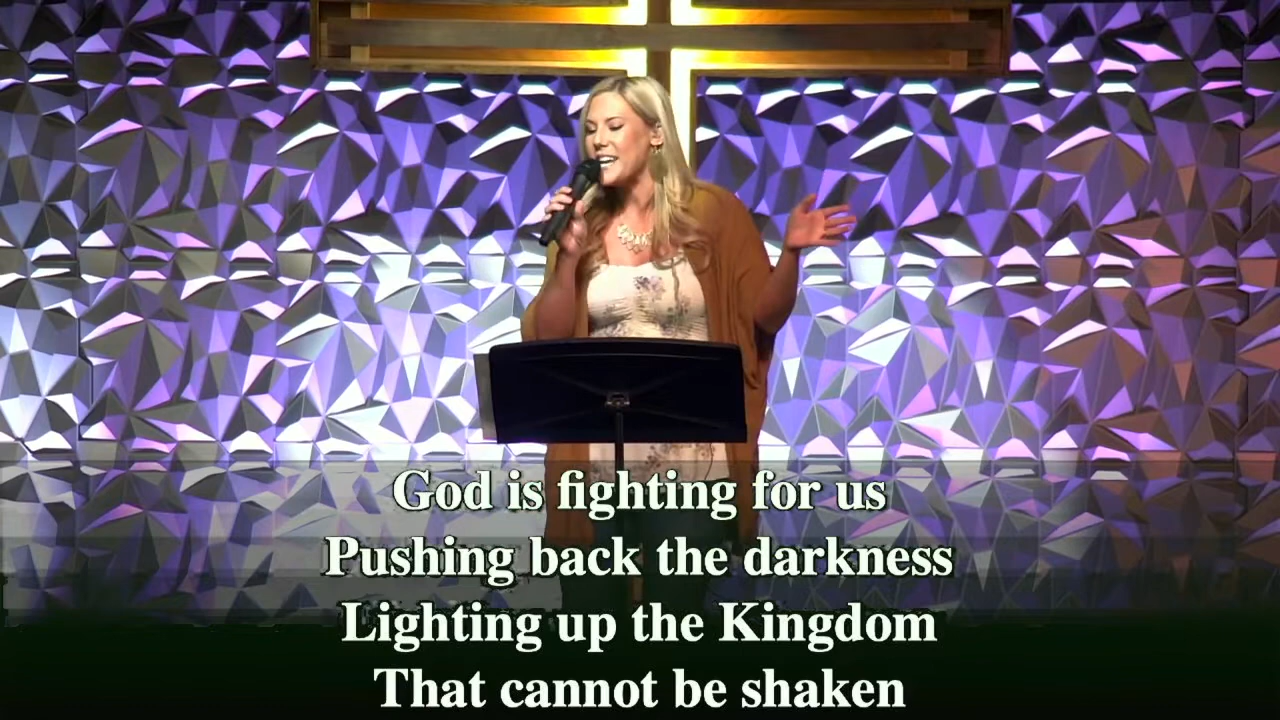 God is fighting for us
Pushing back the darkness
Lighting up the Kingdom
That cannot be shaken